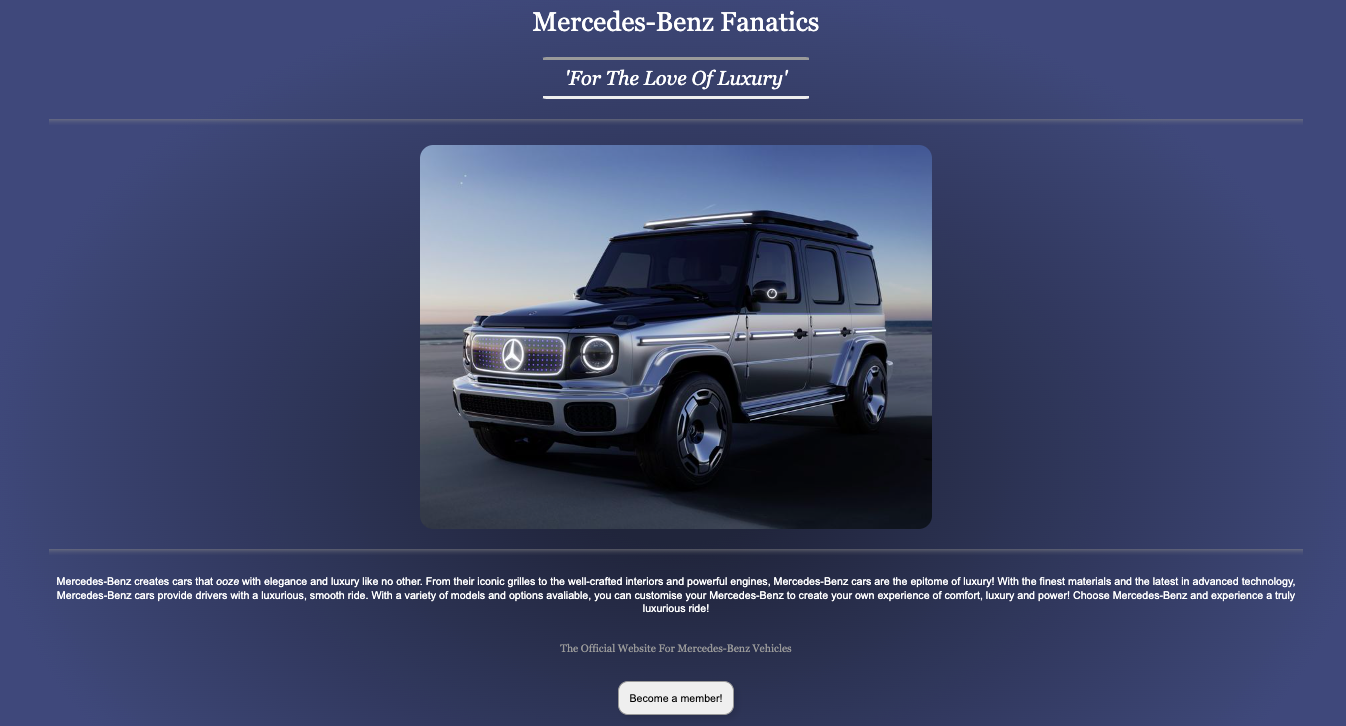 Mercedes-Benz Fanatics
'For The Love Of Luxury'
Mercedes-Benz creates cars that ooze with elegance and luxury like no other. From their iconic grilles to the well-crafted interiors and powerful engines, Mercedes-Benz cars are the epitome of luxury! With the finest materials and the latest in advanced technology,
Mercedes-Benz cars provide drivers with a luxurious, smooth ride. With a variety of models and options avaliable, you can customise your Mercedes-Benz to create your own experience of comfort, luxury and power! Choose Mercedes-Benz and experience a truly
luxurious ride!
The Official Website For Mercedes-Benz Vehicles
Become a member!